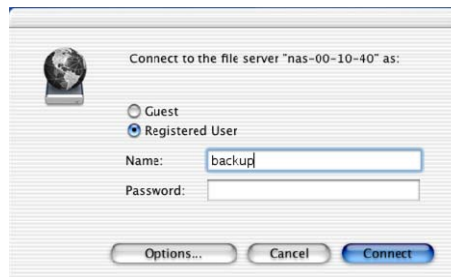 Connect to the file server "nas-00-10-40" as:
Guest
Registered User
Name: backup
Password:
Options... Cancel Connect